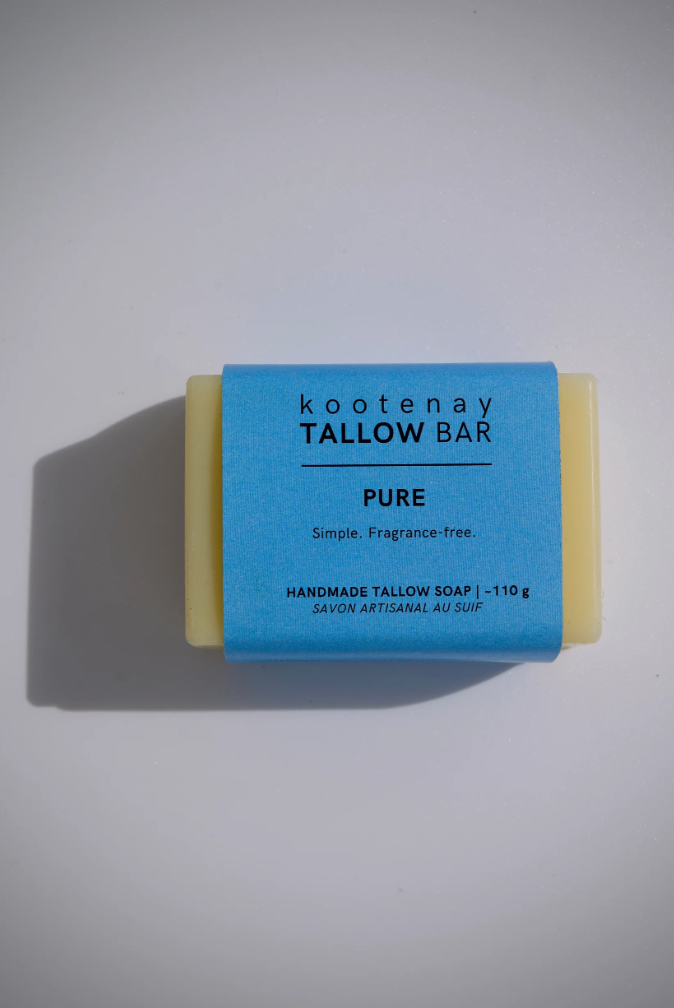 kootenay
TALLOW BAR
PURE
Simple. Fragrance-free.
HANDMADE TALLOW SOAP | ~110 g
SAVON ARTISANAL AU SUIF